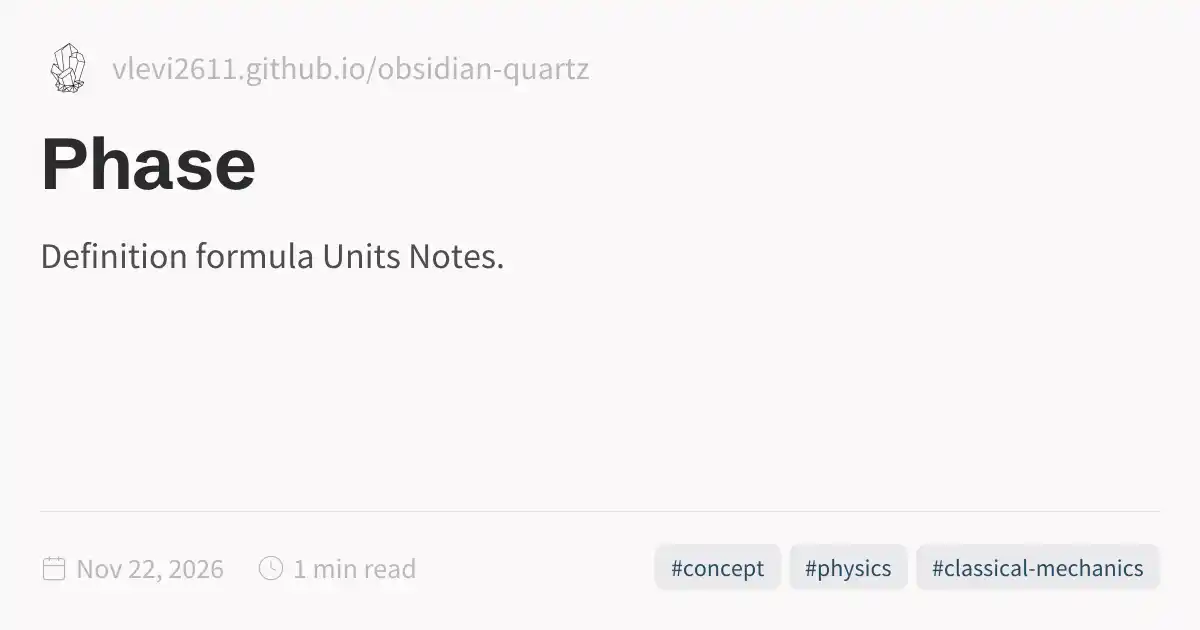 vlevi2611.github.io/obsidian-quartz
Phase
Definition formula Units Notes.
Nov 22, 2026 1 min read #concept #physics #classical-mechanics